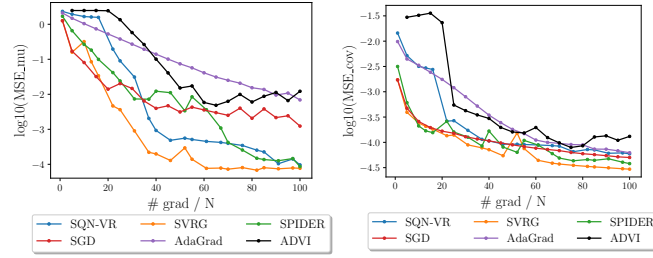 log10(MSE_mu)
0
−1
−2
−3
−4
0 20 40 60 80 100
# grad / N
SQN-VR SVRG SPIDER
SGD AdaGrad ADVI
log10(MSE_cov)
−1.5
−2.0
−2.5
−3.0
−3.5
−4.0
−4.5
0 20 40 60 80 100
# grad / N
SQN-VR SVRG SPIDER
SGD AdaGrad ADVI